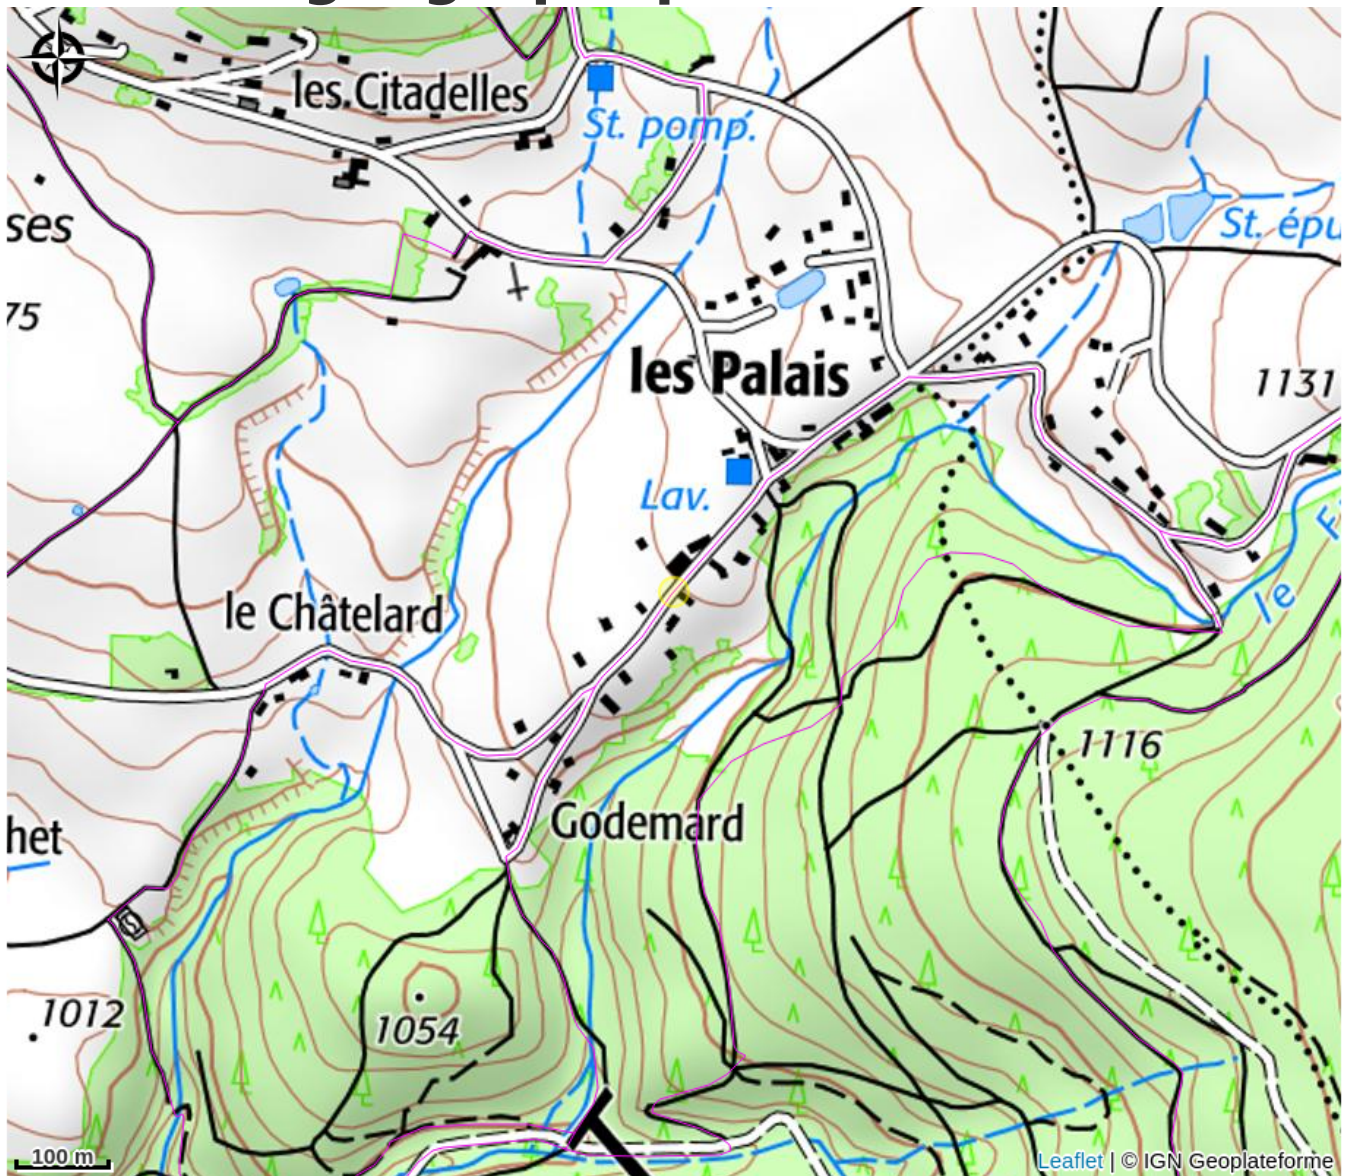 les Citadelles
St. pomp.
ses
St. épu
75
les Palais
1131
Lav.
le Châtelard
le
F
1116
Godemard
het
1012
1054
100 m
Leaflet | © IGN Geoplateforme